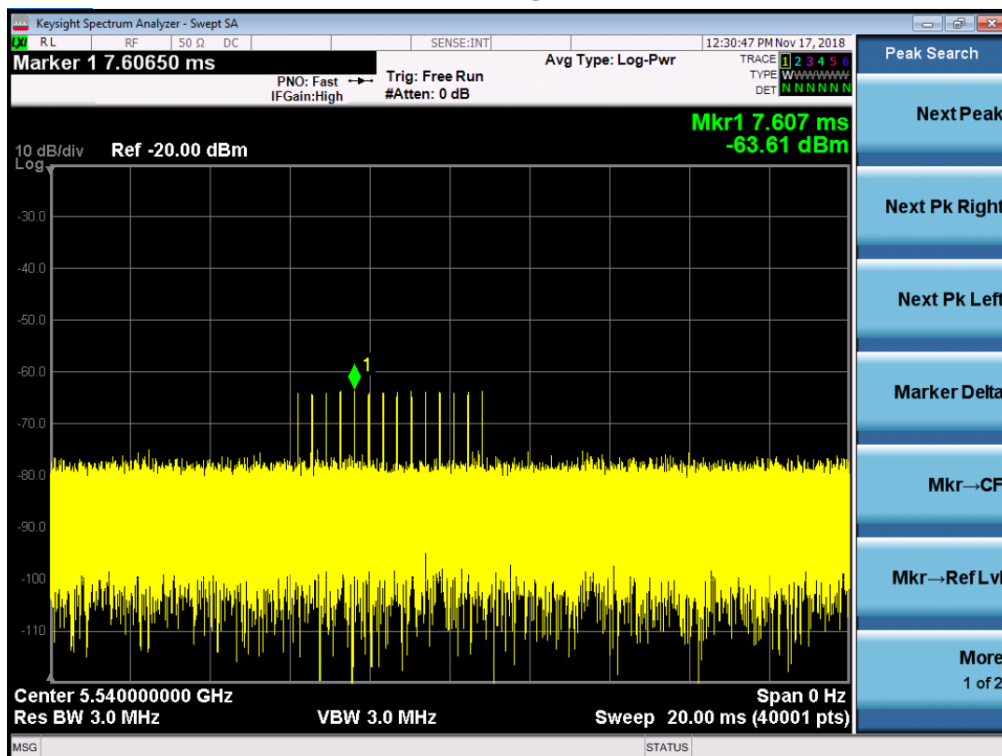 Keysight Spectrum Analyzer - Swept SA
LXI RL RF 50 Ω DC SENSE:INT 12:30:47 PM Nov 17, 2018
Marker 1 7.60650 ms
PNO: Fast
IFGain:High
Trig: Free Run
#Atten: 0 dB
Avg Type: Log-Pwr
TRACE 1 2 3 4 5 6
TYPE WWWWWW
DET N N N N N N
Mkr1 7.607 ms
-63.61 dBm
10 dB/div Ref -20.00 dBm
Log
-30.0
-40.0
-50.0
-60.0
-70.0
-80.0
-90.0
-100
-110
1
Center 5.540000000 GHz
Span 0 Hz
Res BW 3.0 MHz
VBW 3.0 MHz
Sweep 20.00 ms (40001 pts)
MSG
STATUS
Peak Search
Next Peak
Next Pk Right
Next Pk Left
Marker Delta
Mkr→CF
Mkr→Ref Lvl
More
1 of 2